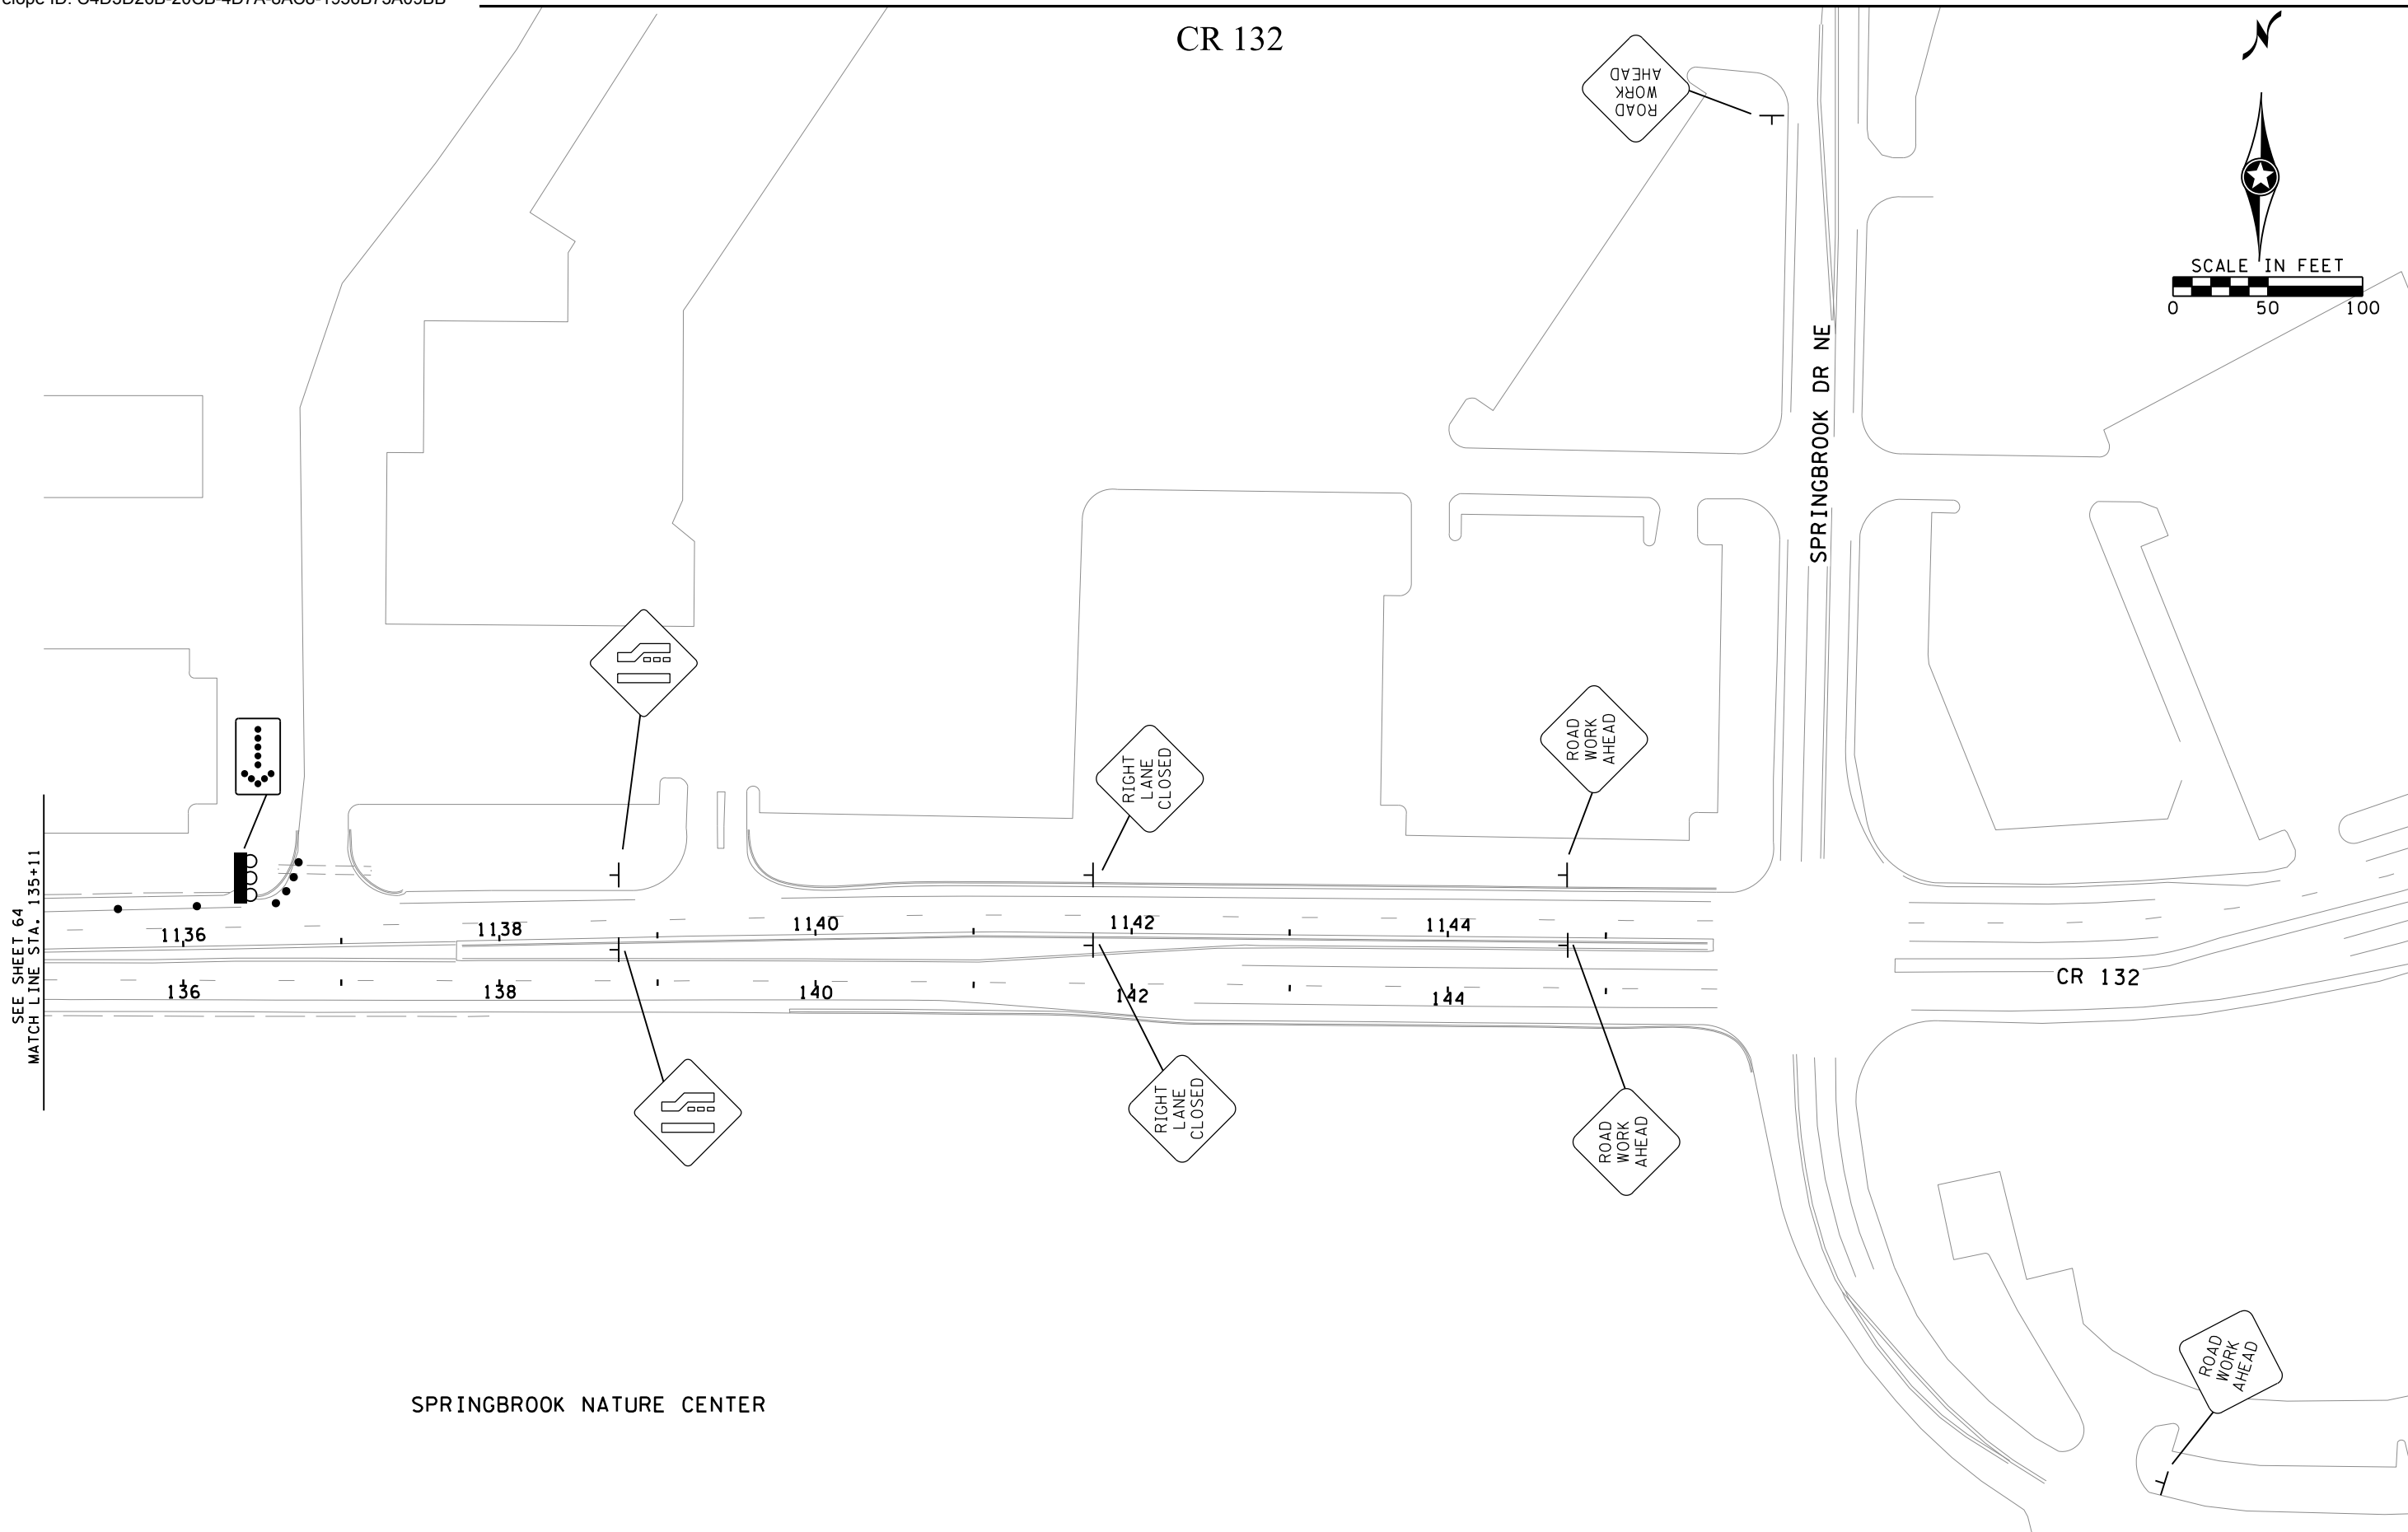 CR 132
ROAD
WORK
AHEAD
N
SCALE IN FEET
0 50 100
SPRINGBROOK DR NE
RIGHT
LANE
CLOSED
ROAD
WORK
AHEAD
SEE SHEET 64
MATCH LINE STA. 135+11
1136
1138
1140
1142
1144
136
138
140
142
144
CR 132
RIGHT
LANE
CLOSED
ROAD
WORK
AHEAD
ROAD
WORK
AHEAD
SPRINGBROOK NATURE CENTER